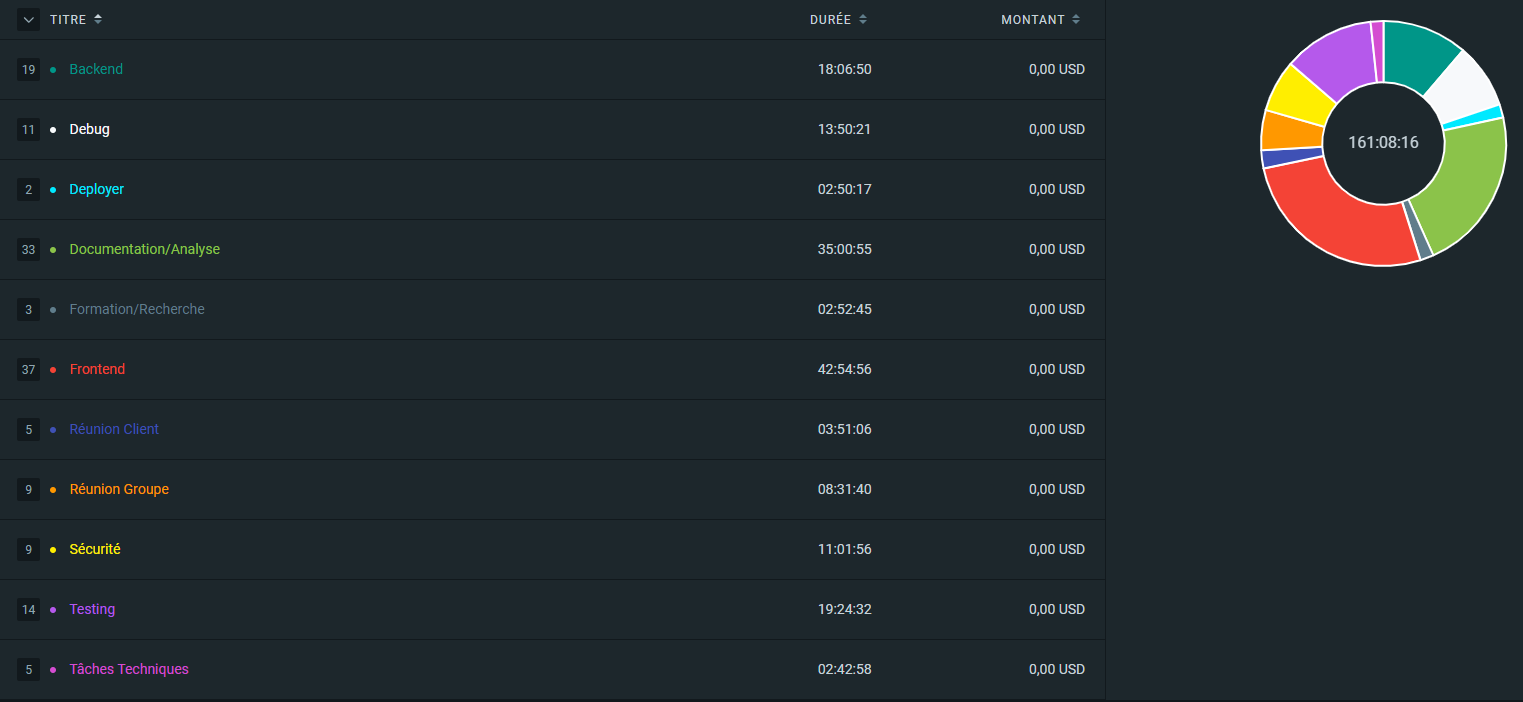 TITRE DURÉE MONTANT
19 Backend 18:06:50 0,00 USD
11 Debug 13:50:21 0,00 USD
2 Deployer 02:50:17 0,00 USD
33 Documentation/Analyse 35:00:55 0,00 USD
3 Formation/Recherche 02:52:45 0,00 USD
37 Frontend 42:54:56 0,00 USD
5 Réunion Client 03:51:06 0,00 USD
9 Réunion Groupe 08:31:40 0,00 USD
9 Sécurité 11:01:56 0,00 USD
14 Testing 19:24:32 0,00 USD
5 Tâches Techniques 02:42:58 0,00 USD
161:08:16